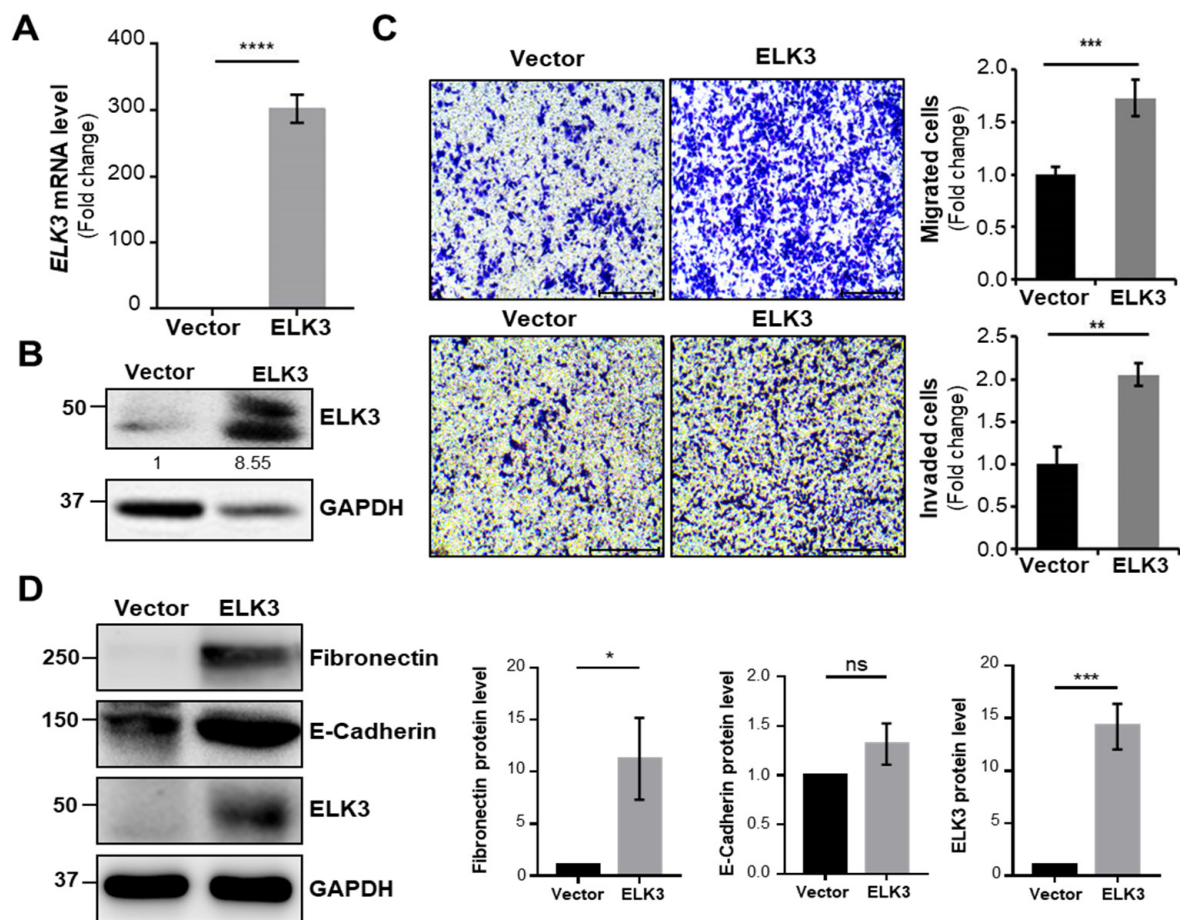 A
ELK3 mRNA level
(Fold change)
400
300
200
100
0
****
Vector ELK3
B
Vector ELK3
50
ELK3
1 8.55
37
GAPDH
C
Vector ELK3
Vector ELK3
Migrated cells
(Fold change)
2.0
1.5
1.0
0.5
0.0
***
Vector ELK3
Invaded cells
(Fold change)
2.5
2.0
1.5
1.0
0.5
0.0
**
Vector ELK3
D
Vector ELK3
250
Fibronectin
150
E-Cadherin
50
ELK3
37
GAPDH
Fibronectin protein level
20
15
10
5
0
*
Vector ELK3
E-Cadherin protein level
2.0
1.5
1.0
0.5
0.0
ns
Vector ELK3
ELK3 protein level
20
15
10
5
0
***
Vector ELK3